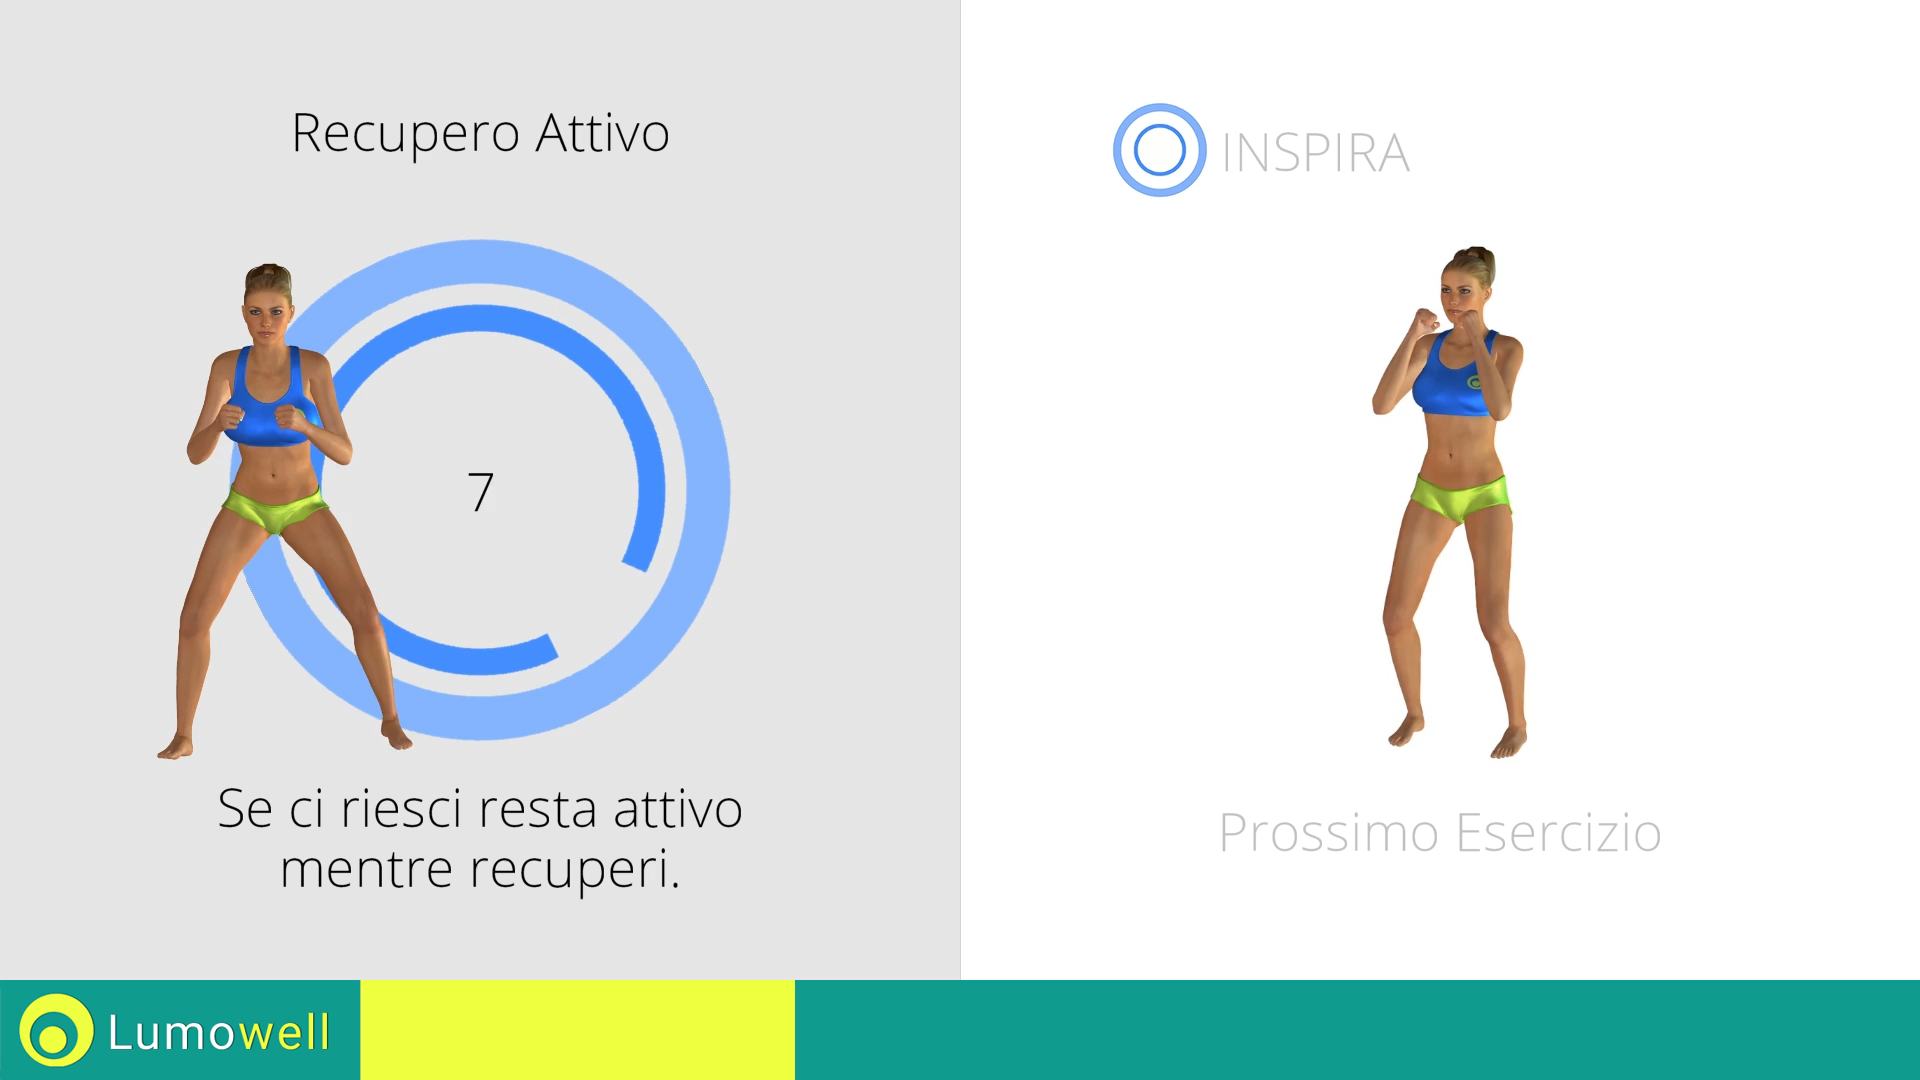 Recupero Attivo
7
Se ci riesci resta attivo
mentre recuperi.
INSPIRA
Prossimo Esercizio
Lumowell